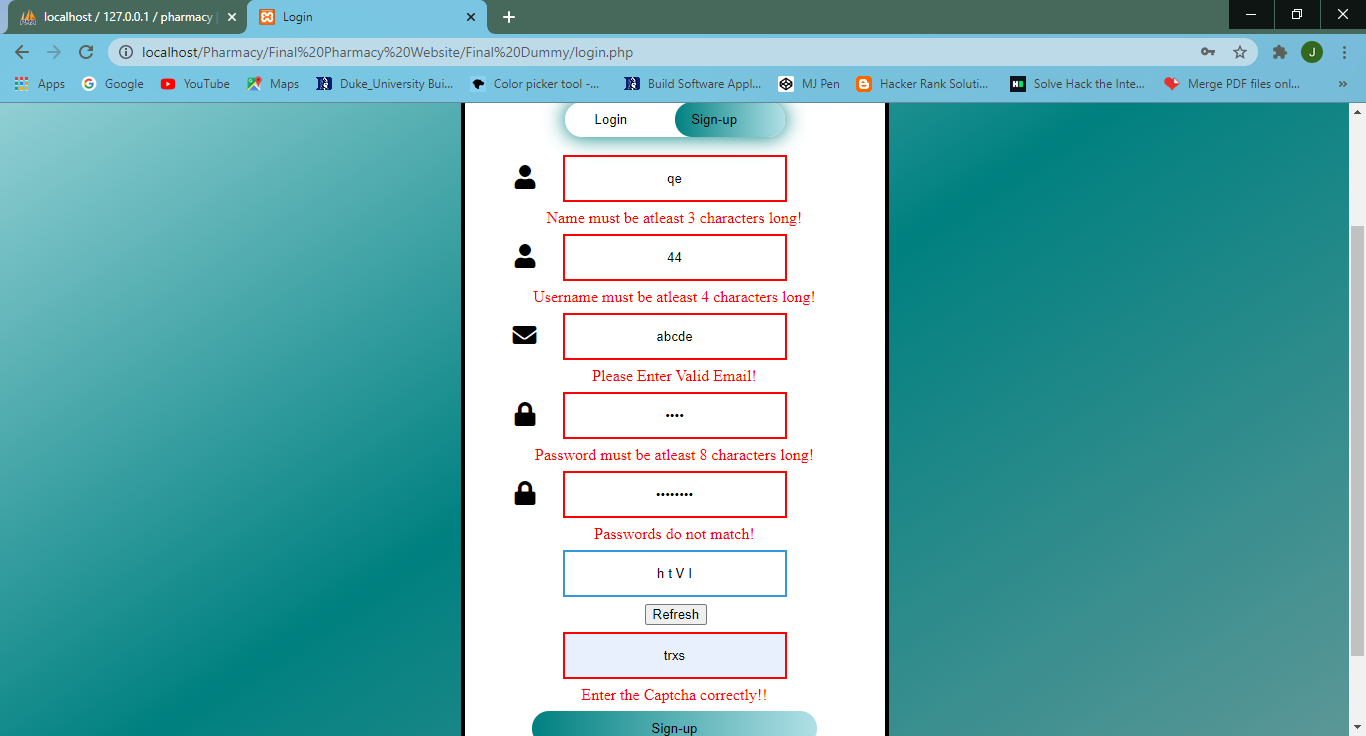 localhost / 127.0.0.1 / pharmacy |
Login
localhost/Pharmacy/Final%20Pharmacy%20Website/Final%20Dummy/login.php
J
Apps Google YouTube Maps Duke_University Bui... Color picker tool -... Build Software Appl... MJ Pen Hacker Rank Soluti... Solve Hack the Inte... Merge PDF files onl... »
Login Sign-up
qe
Name must be atleast 3 characters long!
44
Username must be atleast 4 characters long!
abcde
Please Enter Valid Email!
••••
Password must be atleast 8 characters long!
••••••••
Passwords do not match!
h t V l
Refresh
trxs
Enter the Captcha correctly!!
Sign-up